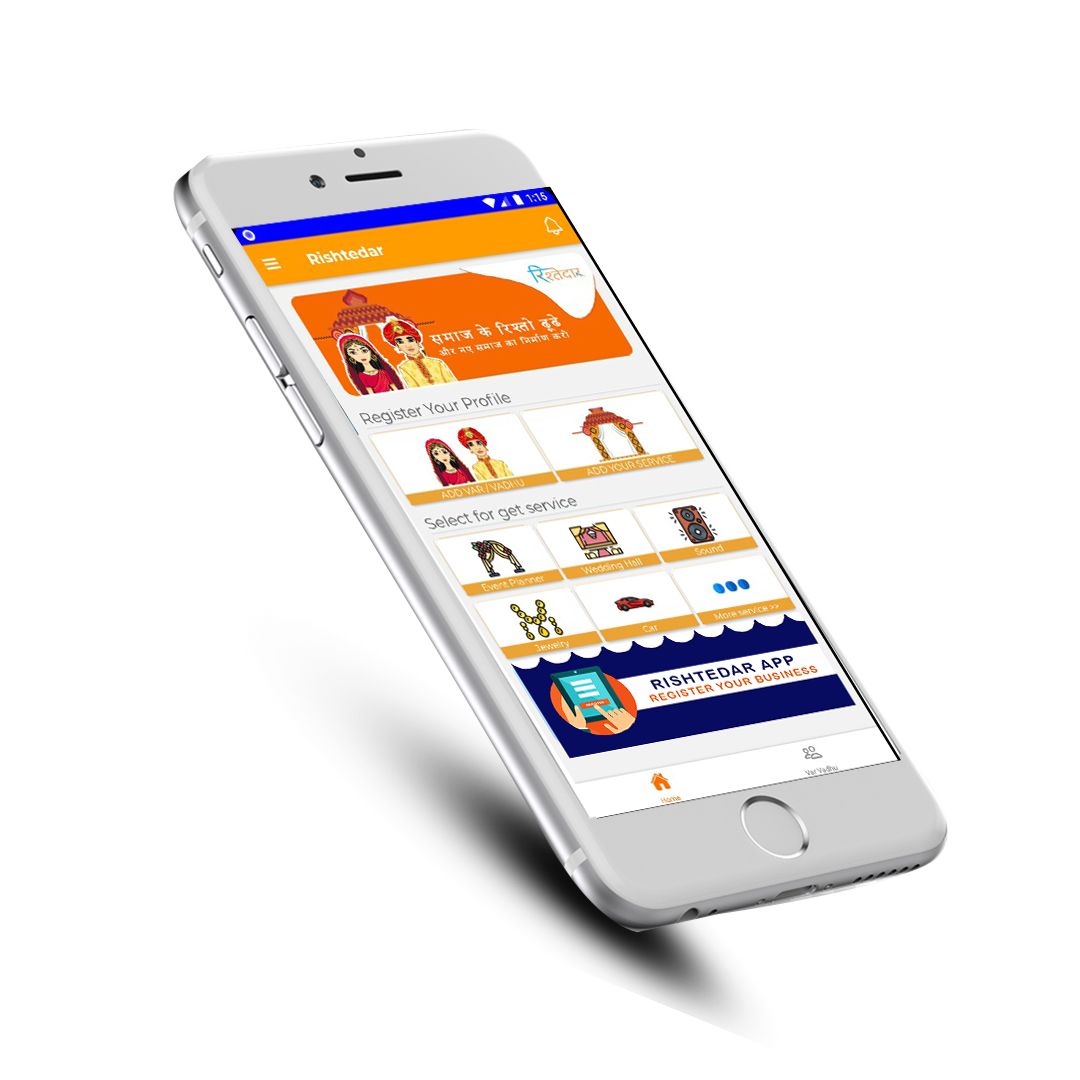 1:15
Rishtedar
रिश्तेदार
समाज के रिश्तो ढूढे
और नए समाज का निर्माण करो
Register Your Profile
ADD VAR / VADHU
ADD YOUR SERVICE
Select for get service
Event Planner
Wedding Hall
Sound
Jewelry
Car
More service >>
RISHTEDAR APP
REGISTER YOUR BUSINESS
Home
Var Vadhu